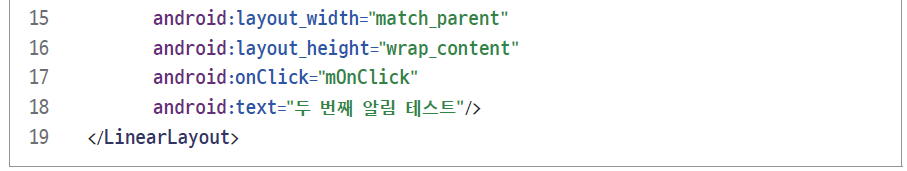 15 android:layout_width="match_parent"
16 android:layout_height="wrap_content"
17 android:onClick="mOnClick"
18 android:text="두 번째 알림 테스트"/>
19 </LinearLayout>